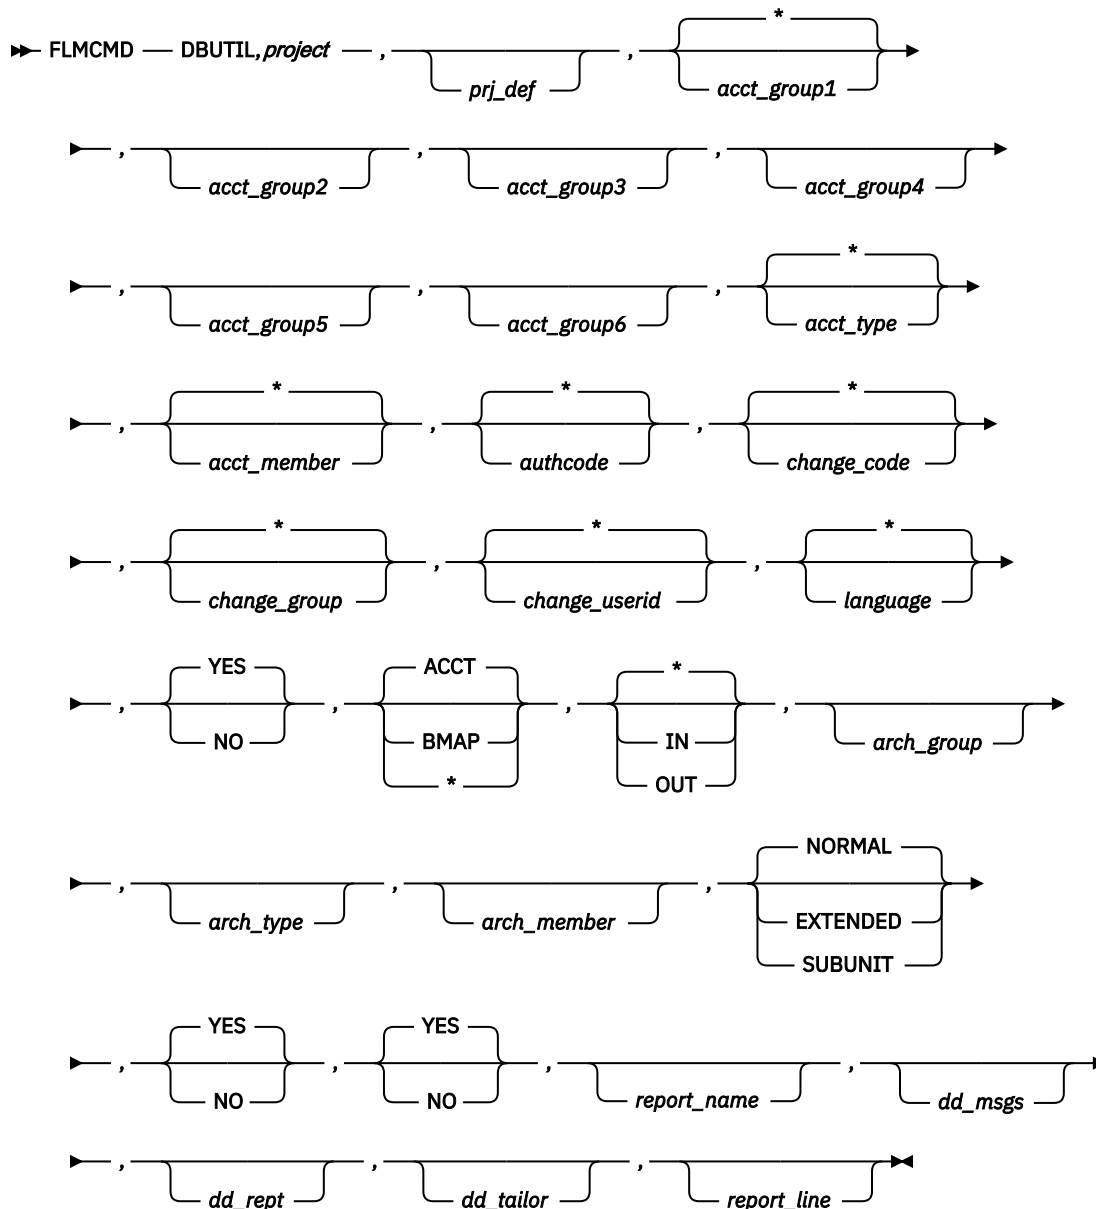 *
FLMCMD DBUTIL,project , , 
prj_def acct_group1
, , ,
acct_group2 acct_group3 acct_group4
*
, , ,
acct_group5 acct_group6 acct_type
* * *
, , ,
acct_member authcode change_code
* * *
, , ,
change_group change_userid language
YES ACCT *
, , , ,
NO BMAP IN arch_group
* OUT
NORMAL
, , ,
arch_type arch_member EXTENDED
SUBUNIT
YES YES
, , , ,
NO NO report_name dd_msgs
, , ,
dd_rept dd_tailor report_line